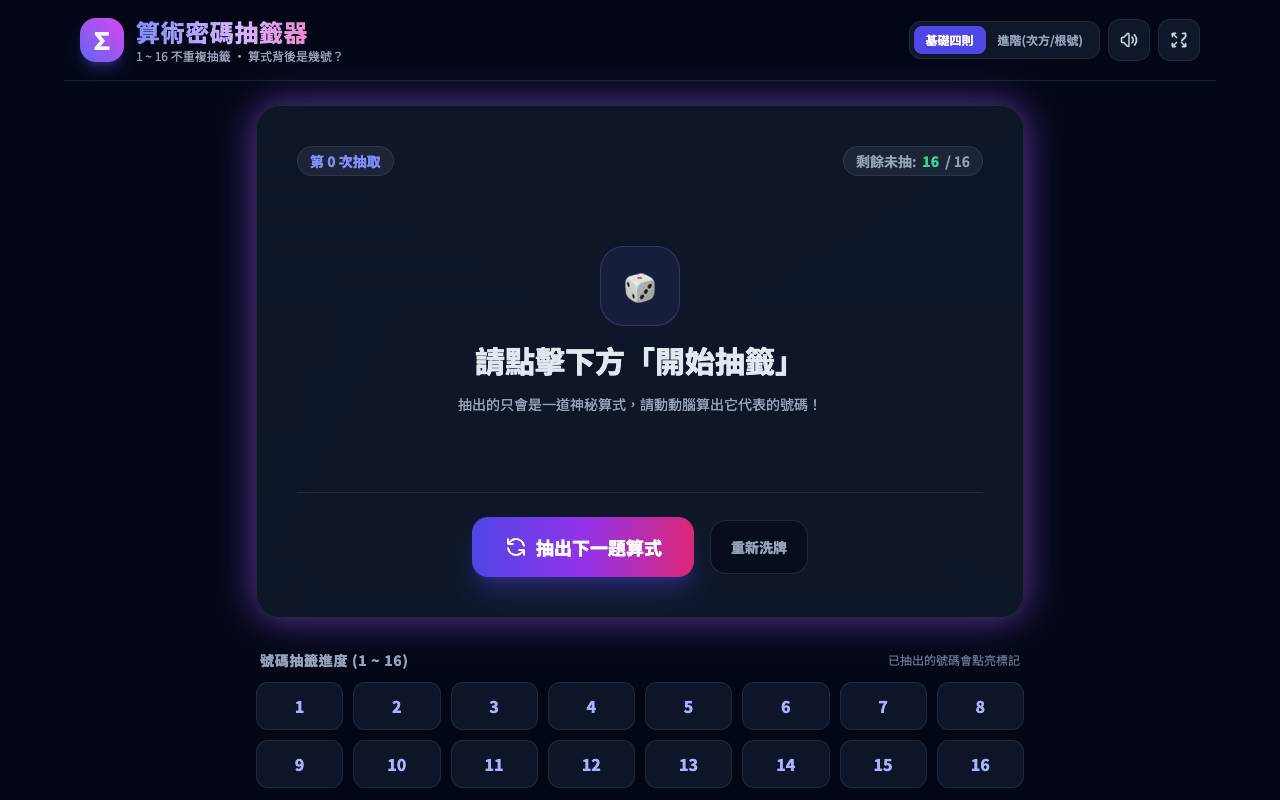 Σ
算術密碼抽籤器
1 ~ 16 不重複抽籤 · 算式背後是幾號？
基礎四則
進階(次方/根號)
第 0 次抽取
剩餘未抽: 16 / 16
請點擊下方「開始抽籤」
抽出的只會是一道神秘算式，請動動腦算出它代表的號碼！
抽出下一題算式
重新洗牌
號碼抽籤進度 (1 ~ 16)
已抽出的號碼會點亮標記
1 2 3 4 5 6 7 8
9 10 11 12 13 14 15 16